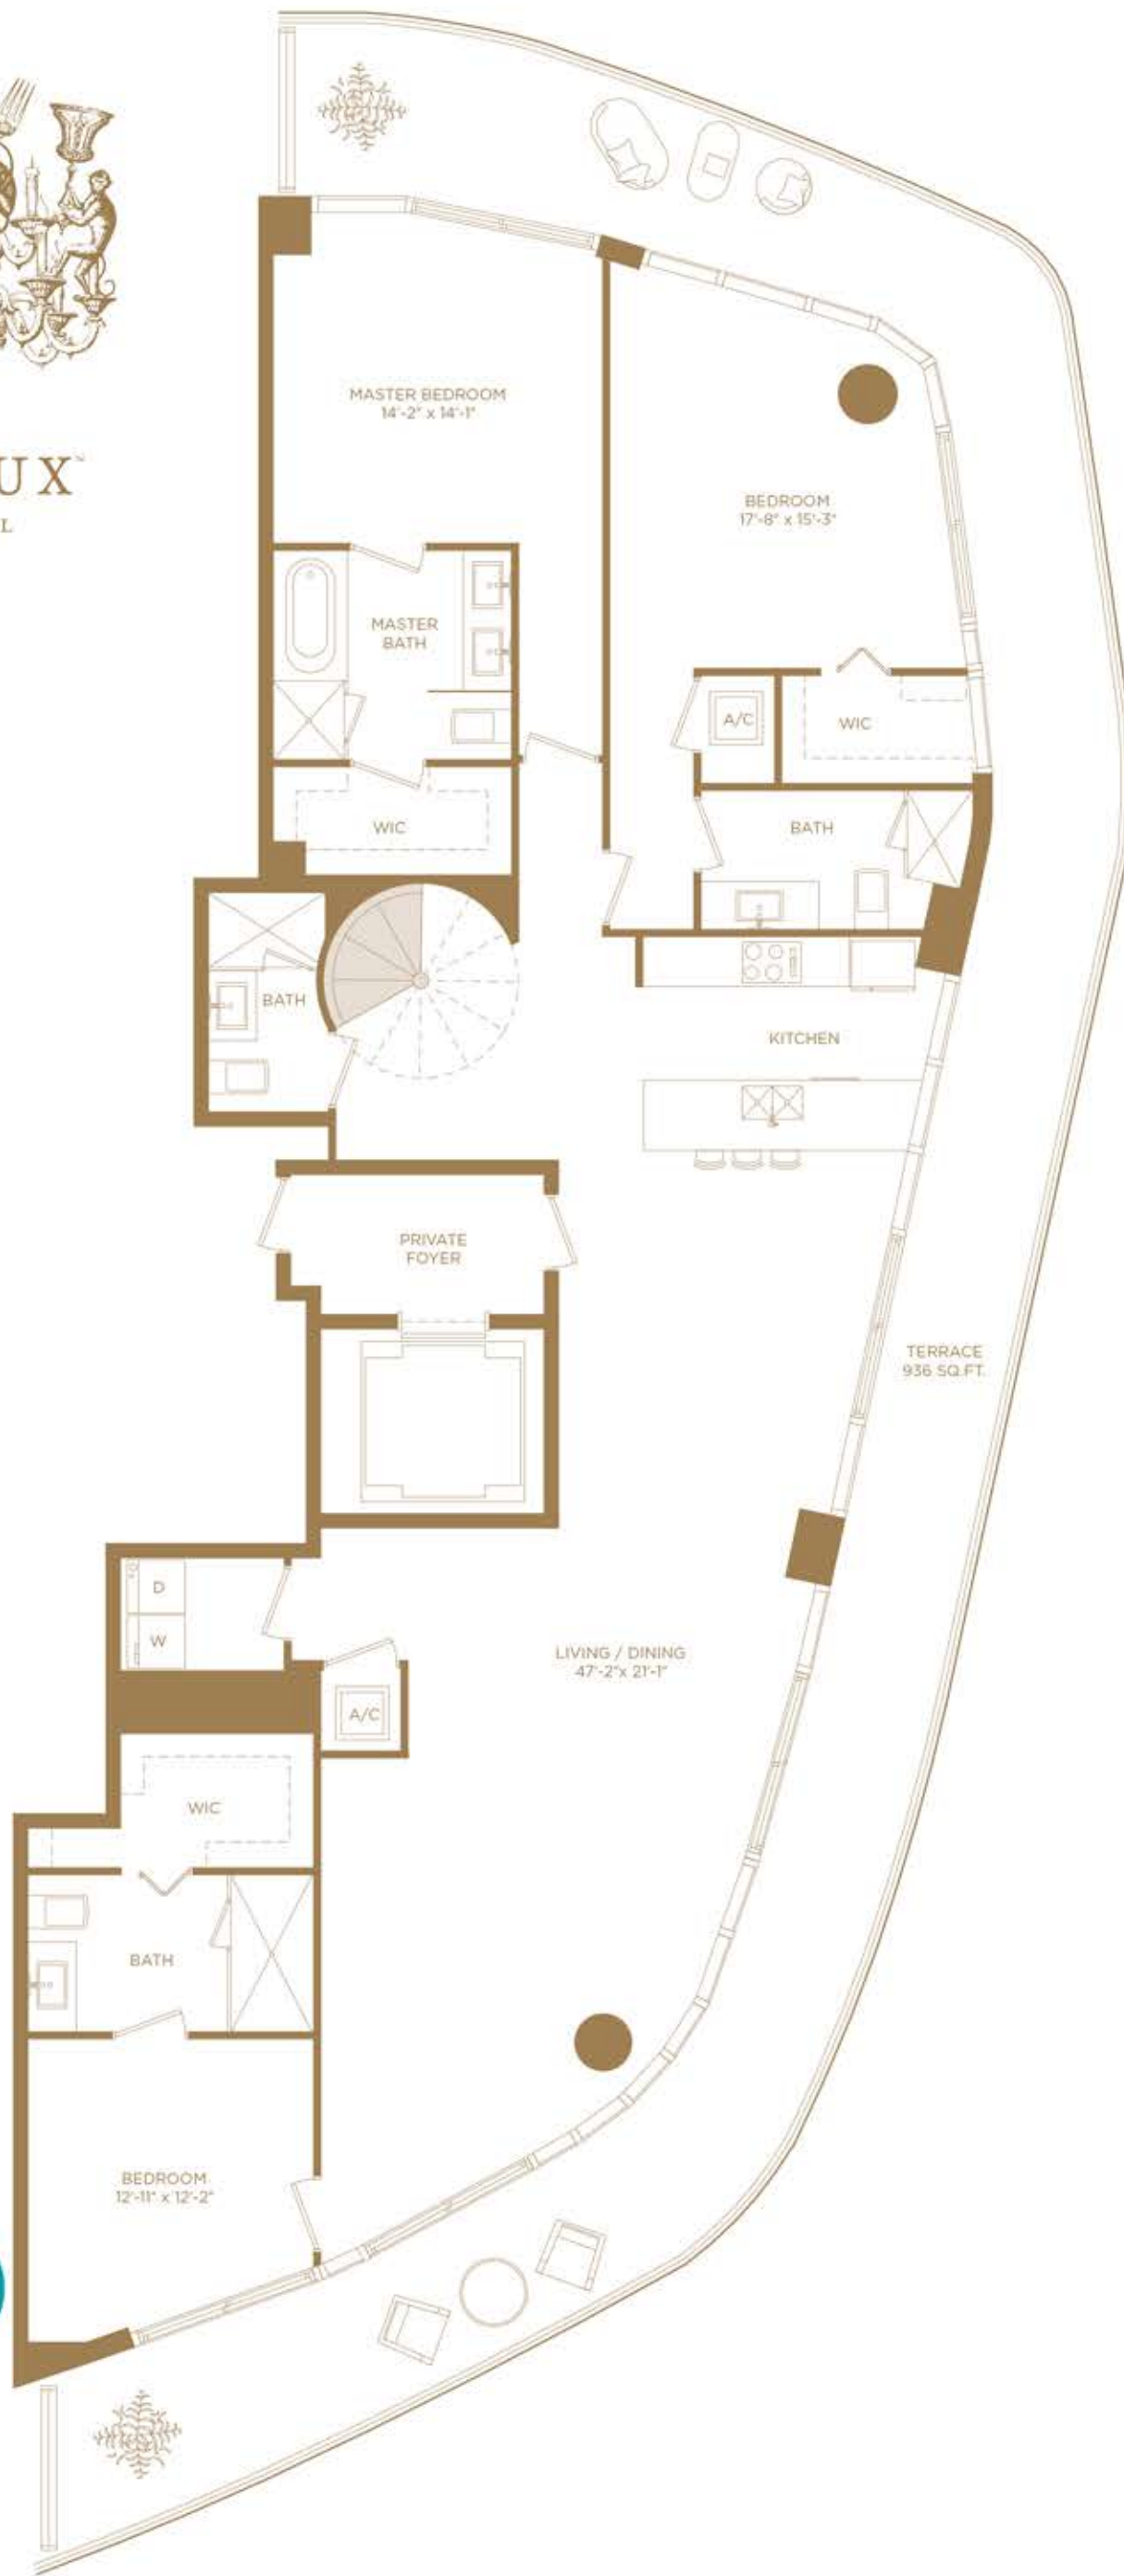 UX
L
MASTER BEDROOM
14'-2" x 14'-1"
BEDROOM
17'-8" x 15'-3"
MASTER
BATH
A/C
WIC
WIC
BATH
BATH
KITCHEN
PRIVATE
FOYER
TERRACE
936 SQ.FT.
D
W
LIVING / DINING
47'-2"x 21'-1"
A/C
WIC
BATH
BEDROOM
12'-11" x 12'-2"